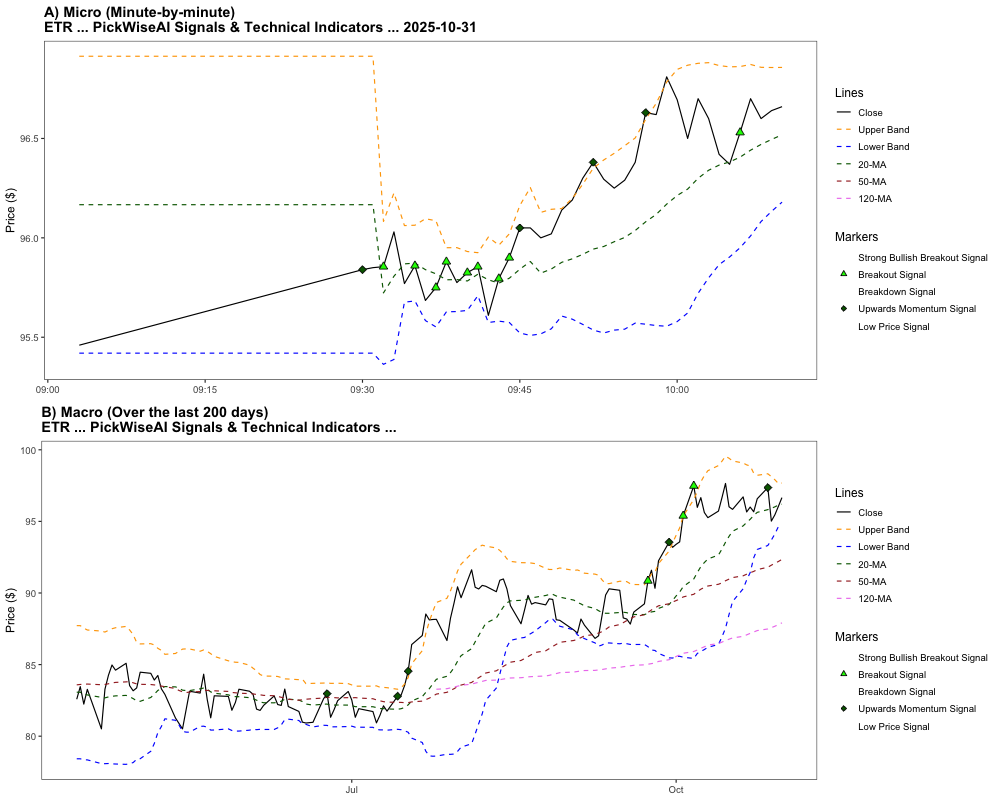 A) Micro (Minute-by-minute)
ETR ... PickWiseAI Signals & Technical Indicators ... 2025-10-31
Price ($)
96.5
96.0
95.5
09:00
09:15
09:30
09:45
10:00
Lines
Close
Upper Band
Lower Band
20-MA
50-MA
120-MA
Markers
Strong Bullish Breakout Signal
Breakout Signal
Breakdown Signal
Upwards Momentum Signal
Low Price Signal
B) Macro (Over the last 200 days)
ETR ... PickWiseAI Signals & Technical Indicators ...
Price ($)
100
95
90
85
80
Jul
Oct
Lines
Close
Upper Band
Lower Band
20-MA
50-MA
120-MA
Markers
Strong Bullish Breakout Signal
Breakout Signal
Breakdown Signal
Upwards Momentum Signal
Low Price Signal